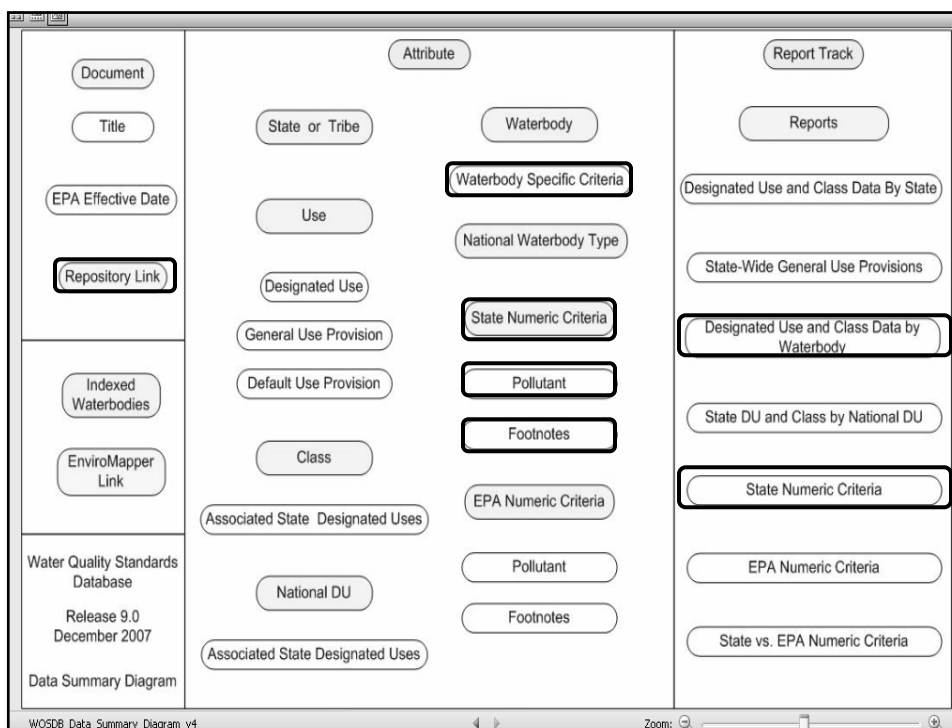 Document
Title
EPA Effective Date
Repository Link
Indexed
Waterbodies
EnviroMapper
Link
Water Quality Standards
Database
Release 9.0
December 2007
Data Summary Diagram
Attribute
State or Tribe
Use
Designated Use
General Use Provision
Default Use Provision
Class
Associated State Designated Uses
National DU
Associated State Designated Uses
Waterbody
Waterbody Specific Criteria
National Waterbody Type
State Numeric Criteria
Pollutant
Footnotes
EPA Numeric Criteria
Pollutant
Footnotes
Report Track
Reports
Designated Use and Class Data By State
State-Wide General Use Provisions
Designated Use and Class Data by
Waterbody
State DU and Class by National DU
State Numeric Criteria
EPA Numeric Criteria
State vs. EPA Numeric Criteria
WQSDB Data Summary Diagram v4
Zoom: